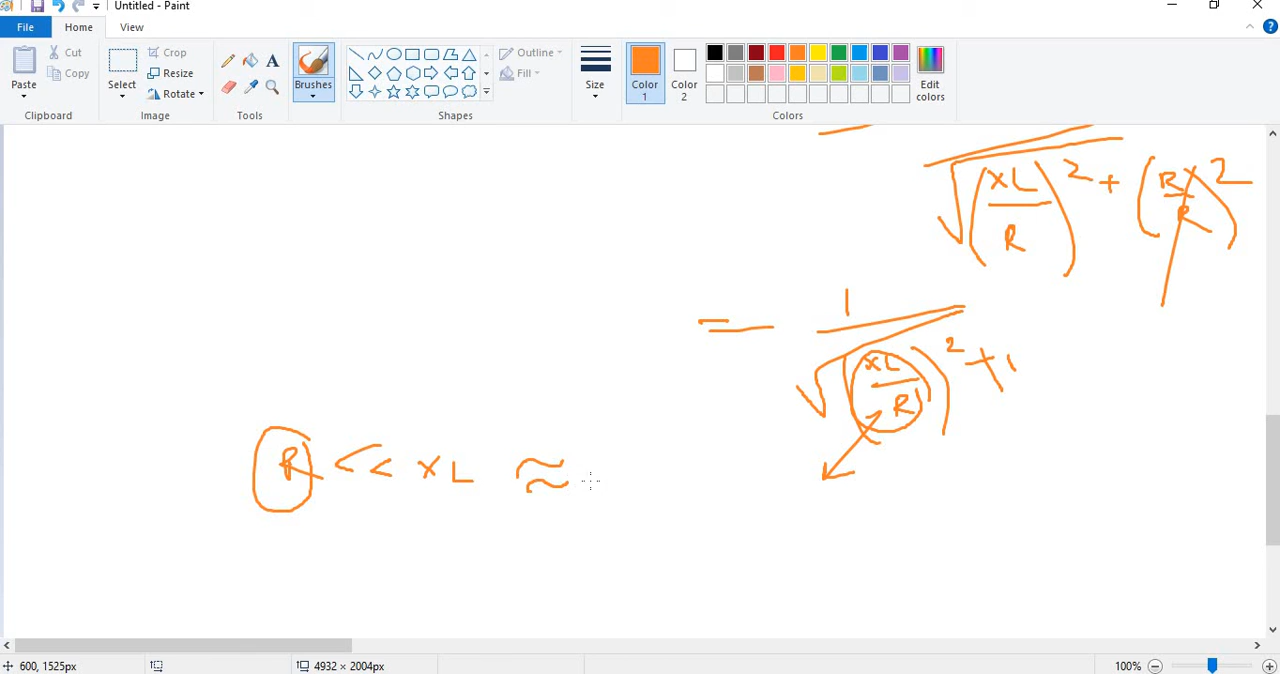 Untitled - Paint
File Home View
Paste Cut Copy
Clipboard
Select Crop Resize Rotate
Image
A
Tools
Brushes
Outline Fill
Shapes
Size
Color 1 Color 2
Edit colors
Colors
√(XL/R)² + (R/R)²
= 1/√(XL/R)² + 1
R << XL ≈
600, 1525px 4932 × 2004px 100%